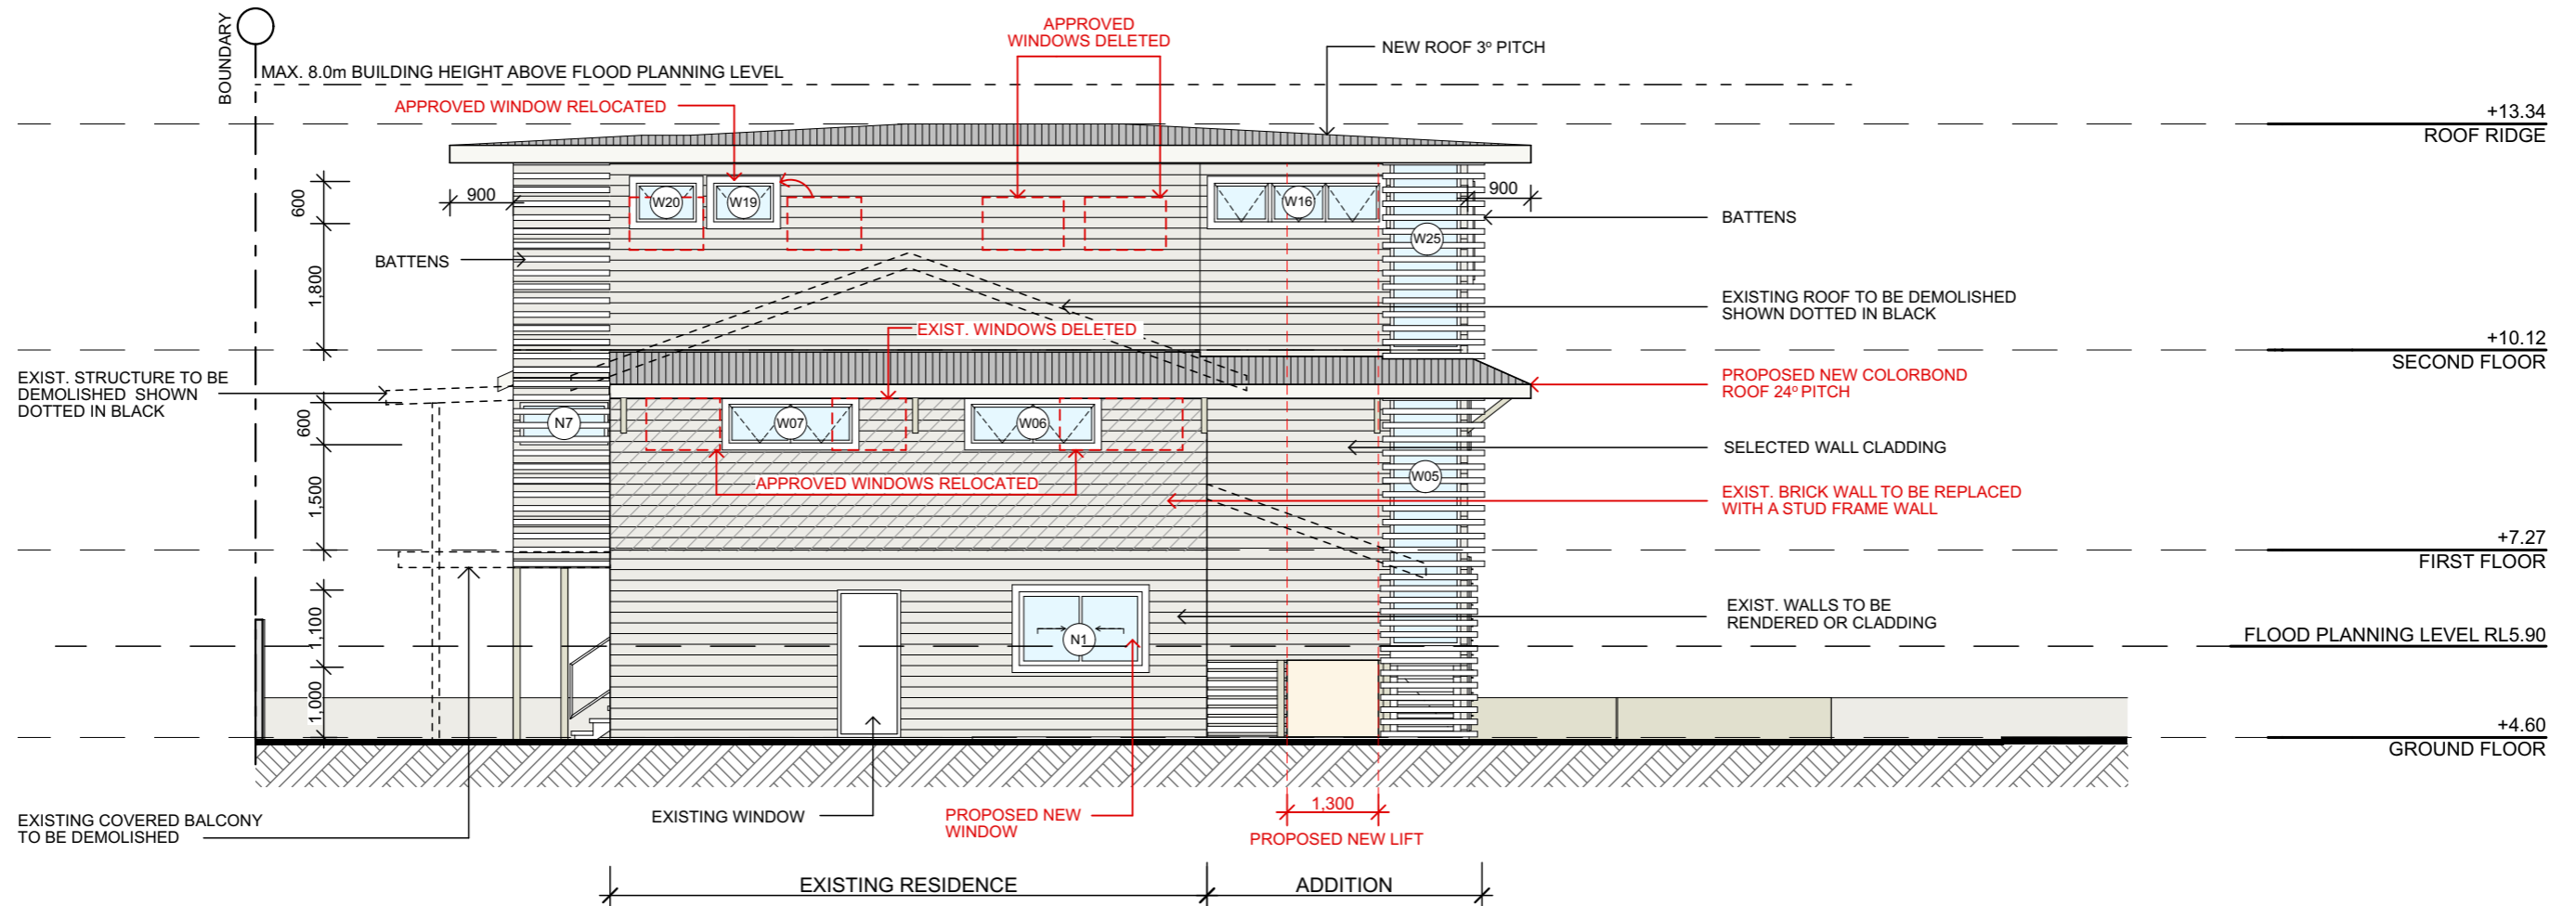 BOUNDARY
MAX. 8.0m BUILDING HEIGHT ABOVE FLOOD PLANNING LEVEL
APPROVED
WINDOWS DELETED
NEW ROOF 3º PITCH
APPROVED WINDOW RELOCATED
+13.34
ROOF RIDGE
900
600
1,800
W20
W19
W16
900
BATTENS
W25
BATTENS
EXISTING ROOF TO BE DEMOLISHED
SHOWN DOTTED IN BLACK
EXIST. WINDOWS DELETED
+10.12
SECOND FLOOR
EXIST. STRUCTURE TO BE
DEMOLISHED SHOWN
DOTTED IN BLACK
PROPOSED NEW COLORBOND
ROOF 24º PITCH
600
N7
W07
W06
SELECTED WALL CLADDING
1,500
APPROVED WINDOWS RELOCATED
W05
EXIST. BRICK WALL TO BE REPLACED
WITH A STUD FRAME WALL
+7.27
FIRST FLOOR
1,100
N1
EXIST. WALLS TO BE
RENDERED OR CLADDING
FLOOD PLANNING LEVEL RL5.90
1,000
+4.60
GROUND FLOOR
EXISTING COVERED BALCONY
TO BE DEMOLISHED
EXISTING WINDOW
PROPOSED NEW
WINDOW
1,300
PROPOSED NEW LIFT
EXISTING RESIDENCE
ADDITION